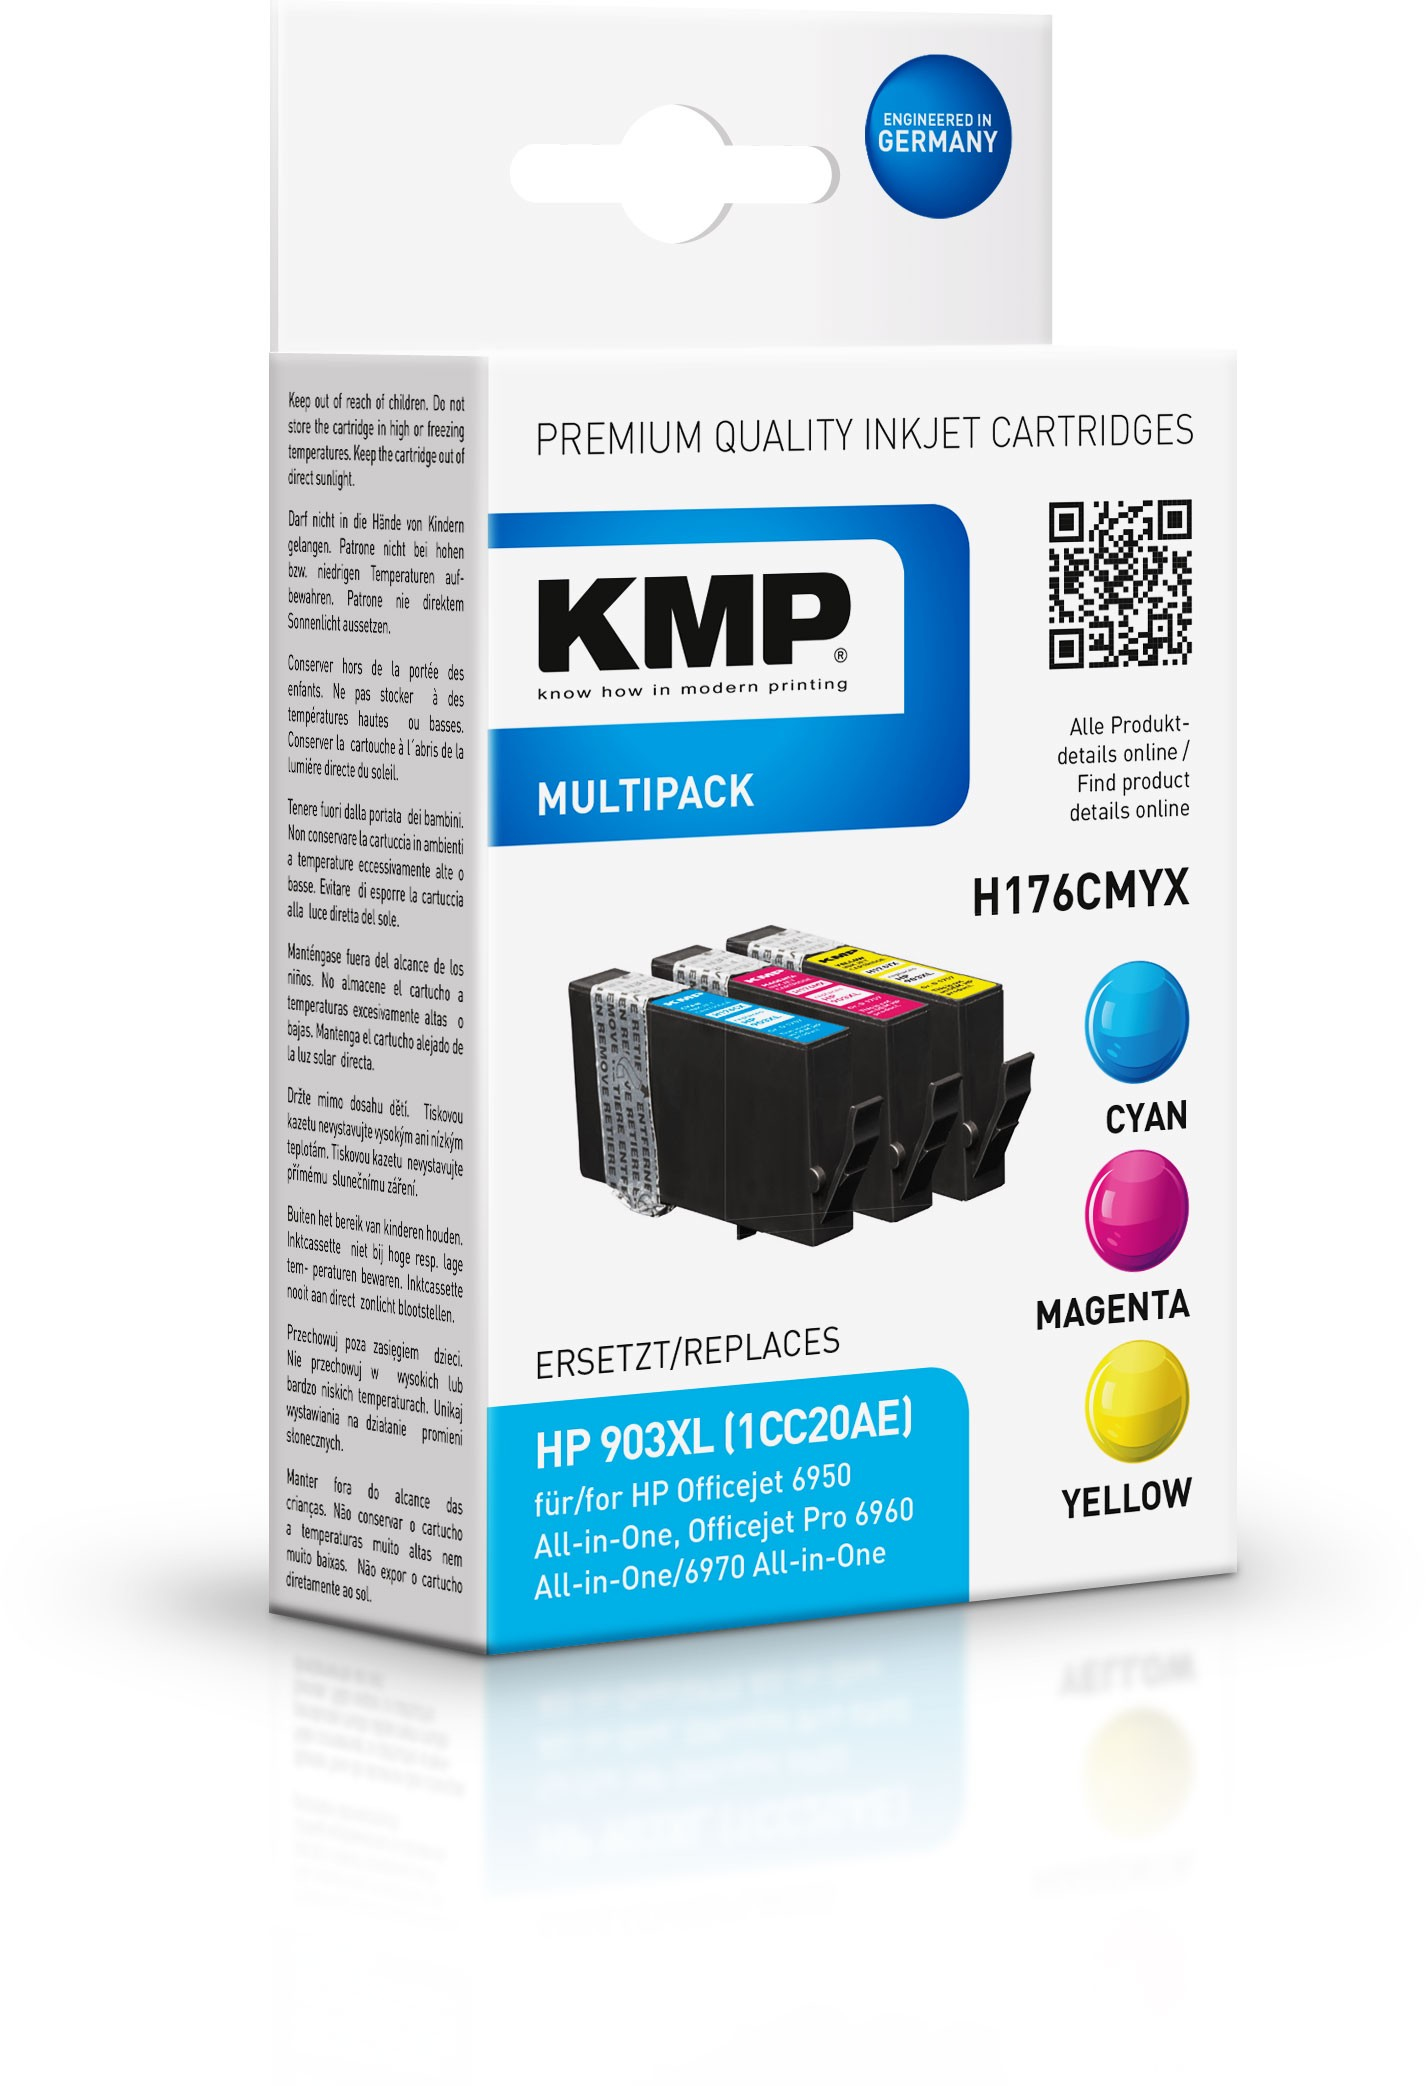 ENGINEERED IN
GERMANY
Keep out of reach of children. Do not
store the cartridge in high or freezing
temperatures. Keep the cartridge out of
direct sunlight.
Darf nicht in die Hände von Kindern
gelangen. Patrone nicht bei hohen
bzw. niedrigen Temperaturen auf-
bewahren. Patrone nie direktem
Sonnenlicht aussetzen.
Conserver hors de la portée des
enfants. Ne pas stocker à des
températures hautes ou basses.
Conserver la cartouche à l´abris de la
lumiére directe du soleil.
Tenere fuori dalla portata dei bambini.
Non conservare la cartuccia in ambienti
a temperature eccessivamente alte o
basse. Evitare di esporre la cartuccia
alla luce diretta del sole.
Manténgase fuera del alcance de los
niños. No almacene el cartucho a
temperaturas excesivamente altas o
bajas. Mantenga el cartucho alejado de
la luz solar directa.
Držte mimo dosahu dětí. Tiskovou
kazetu nevystavujte vysokým ani nízkým
teplotám. Tiskovou kazetu nevystavujte
přímému slunečnímu záření.
Buiten het bereik van kinderen houden.
Inktcassette niet bij hoge resp. lage
tem- peraturen bewaren. Inktcassette
nooit aan direct zonlicht blootstellen.
Przechowuj poza zasięgiem dzieci.
Nie przechowuj w wysokich lub
bardzo niskich temperaturach. Unikaj
wystawiania na działanie promieni
słonecznych.
Manter fora do alcance das
crianças. Não conservar o cartucho
a temperaturas muito altas nem
muito baixas. Não expor o cartucho
diretamente ao sol.
PREMIUM QUALITY INKJET CARTRIDGES
KMP®
know how in modern printing
MULTIPACK
Alle Produkt-
details online /
Find product
details online
H176CMYX
KMP
KMP
KMP
CYAN
MAGENTA
YELLOW
ERSETZT/REPLACES
HP 903XL (1CC20AE)
für/for HP Officejet 6950
All-in-One, Officejet Pro 6960
All-in-One/6970 All-in-One